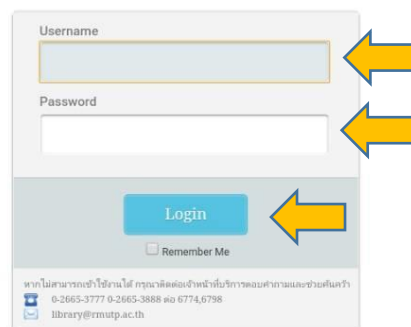 Username
Password
Login
Remember Me
หากไม่สามารถเข้าใช้งานได้ กรุณาติดต่อเจ้าหน้าที่บริการตอบคำถามและช่วยค้นคว้า
0-2665-3777 0-2665-3888 ต่อ 6774,6798
library@rmutp.ac.th